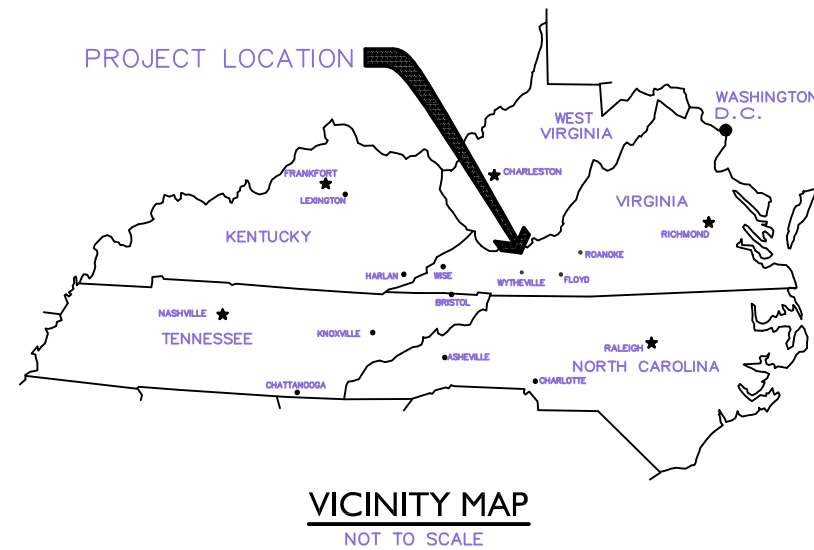 PROJECT LOCATION
WASHINGTON
D.C.
WEST
VIRGINIA
CHARLESTON
FRANKFORT
LEXINGTON
VIRGINIA
KENTUCKY
RICHMOND
ROANOKE
HARLAN
WISE
WYTHEVILLE
FLOYD
BRISTOL
NASHVILLE
TENNESSEE
KNOXVILLE
ASHEVILLE
RALEIGH
NORTH CAROLINA
CHATTANOOGA
CHARLOTTE
VICINITY MAP
NOT TO SCALE